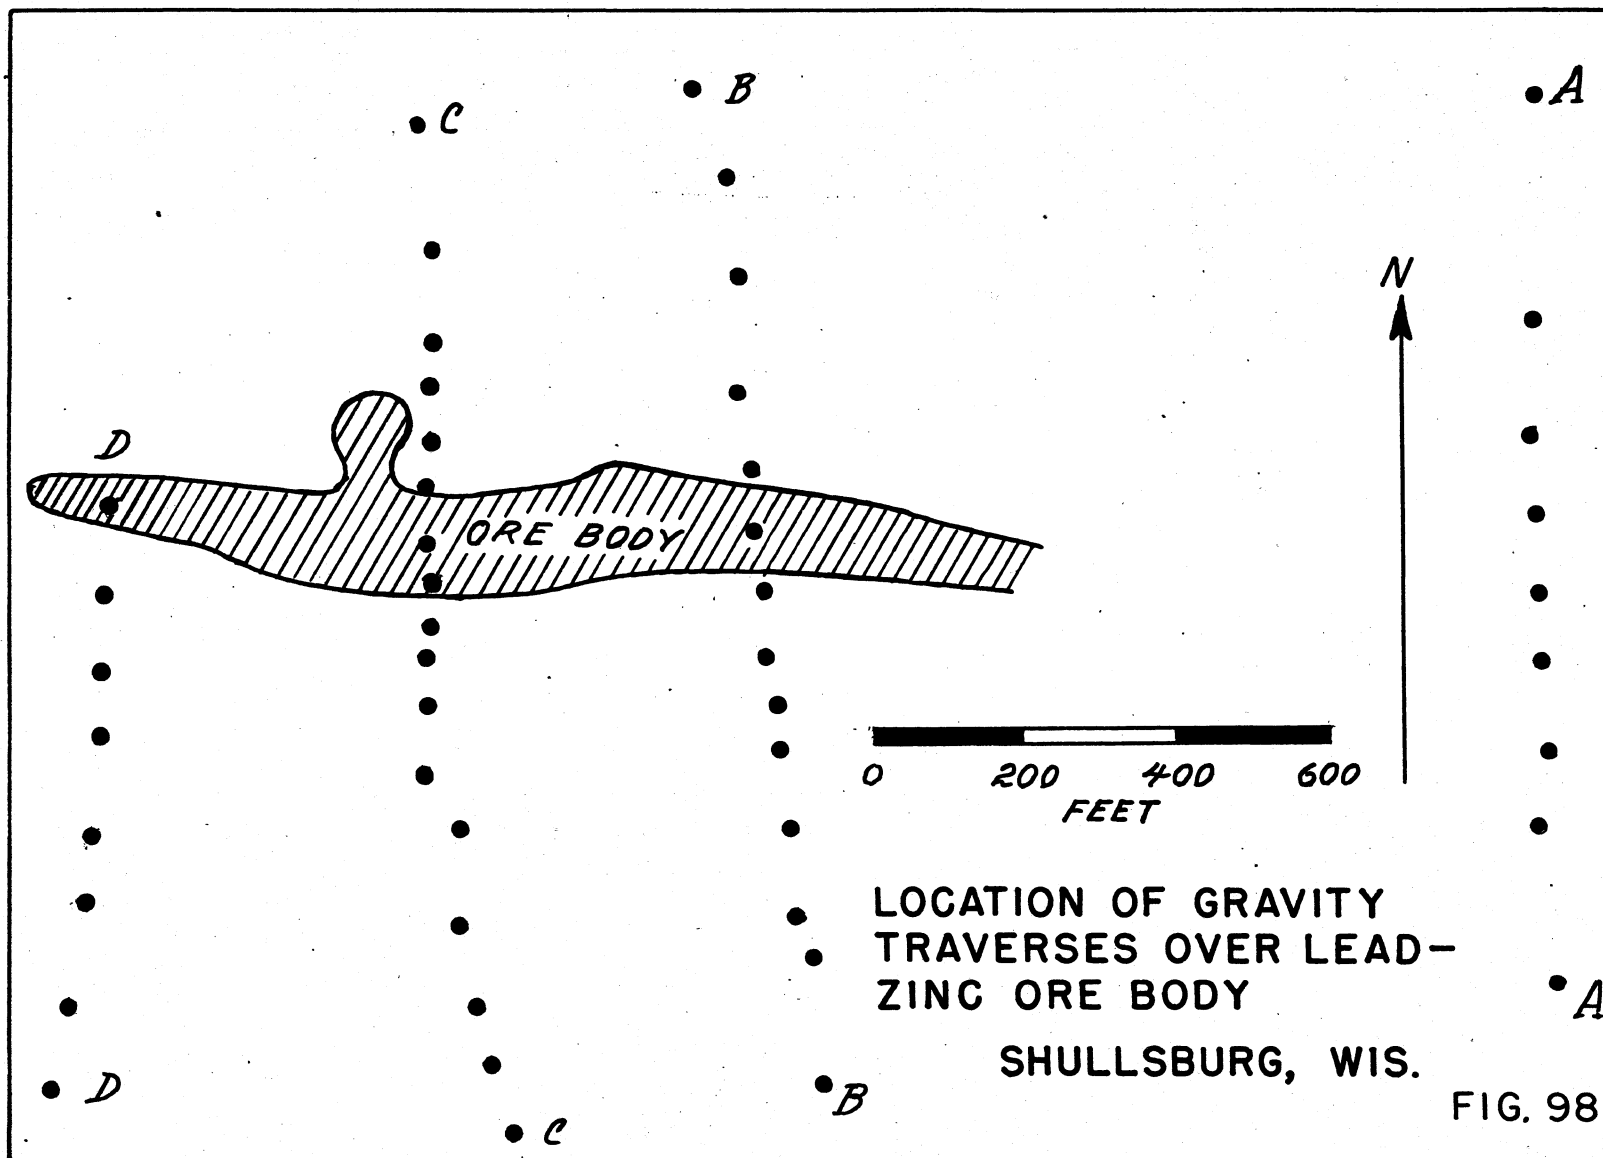 B
A
C
N
D
ORE BODY
0 200 400 600
FEET
LOCATION OF GRAVITY
TRAVERSES OVER LEAD-
ZINC ORE BODY
A
SHULLSBURG, WIS.
D
B
FIG. 98
C